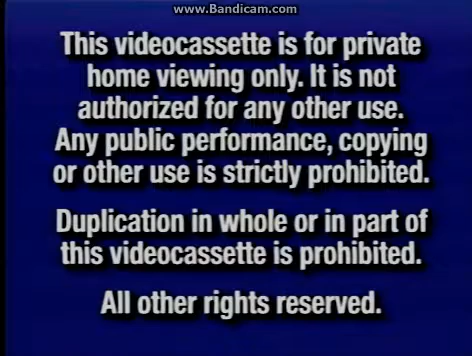 www.Bandicam.com
This videocassette is for private
home viewing only. It is not
authorized for any other use.
Any public performance, copying
or other use is strictly prohibited.
Duplication in whole or in part of
this videocassette is prohibited.
All other rights reserved.